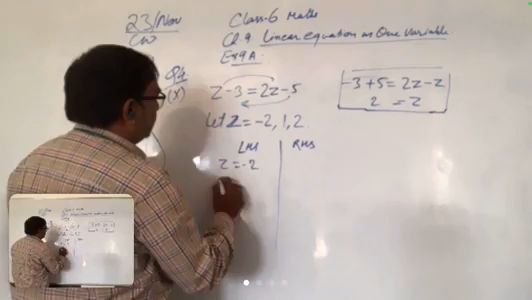 23/Nov
CW
Class-6 Maths
Ch 9 Linear equation in One Variable.
Ex 9A
Q4
(x)
z-3=2z-5
-3+5=2z-z
2 = z
let z = -2, 1, 2.
LHS RHS
z=-2